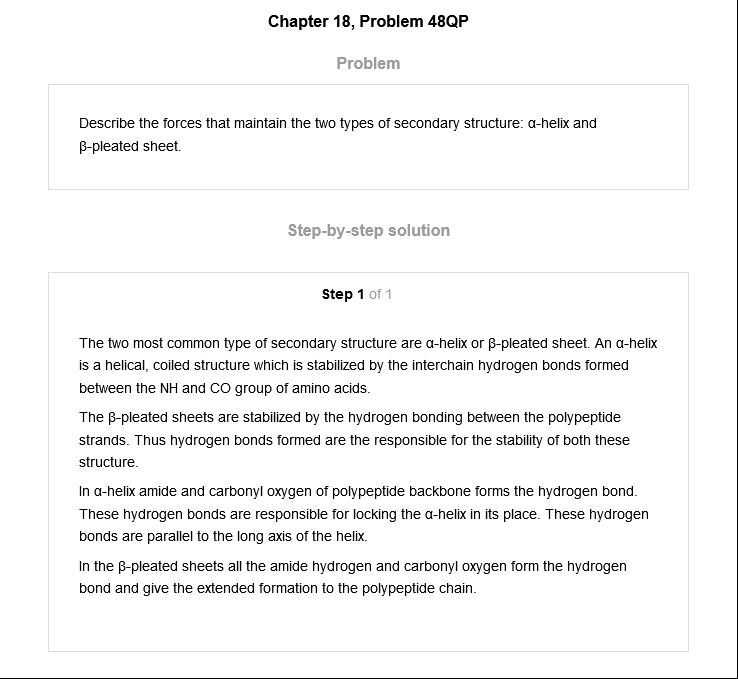 Chapter 18, Problem 48QP
Problem
Describe the forces that maintain the two types of secondary structure: α-helix and
β-pleated sheet.
Step-by-step solution
Step 1 of 1
The two most common type of secondary structure are α-helix or β-pleated sheet. An α-helix
is a helical, coiled structure which is stabilized by the interchain hydrogen bonds formed
between the NH and CO group of amino acids.
The β-pleated sheets are stabilized by the hydrogen bonding between the polypeptide
strands. Thus hydrogen bonds formed are the responsible for the stability of both these
structure.
In α-helix amide and carbonyl oxygen of polypeptide backbone forms the hydrogen bond.
These hydrogen bonds are responsible for locking the α-helix in its place. These hydrogen
bonds are parallel to the long axis of the helix.
In the β-pleated sheets all the amide hydrogen and carbonyl oxygen form the hydrogen
bond and give the extended formation to the polypeptide chain.